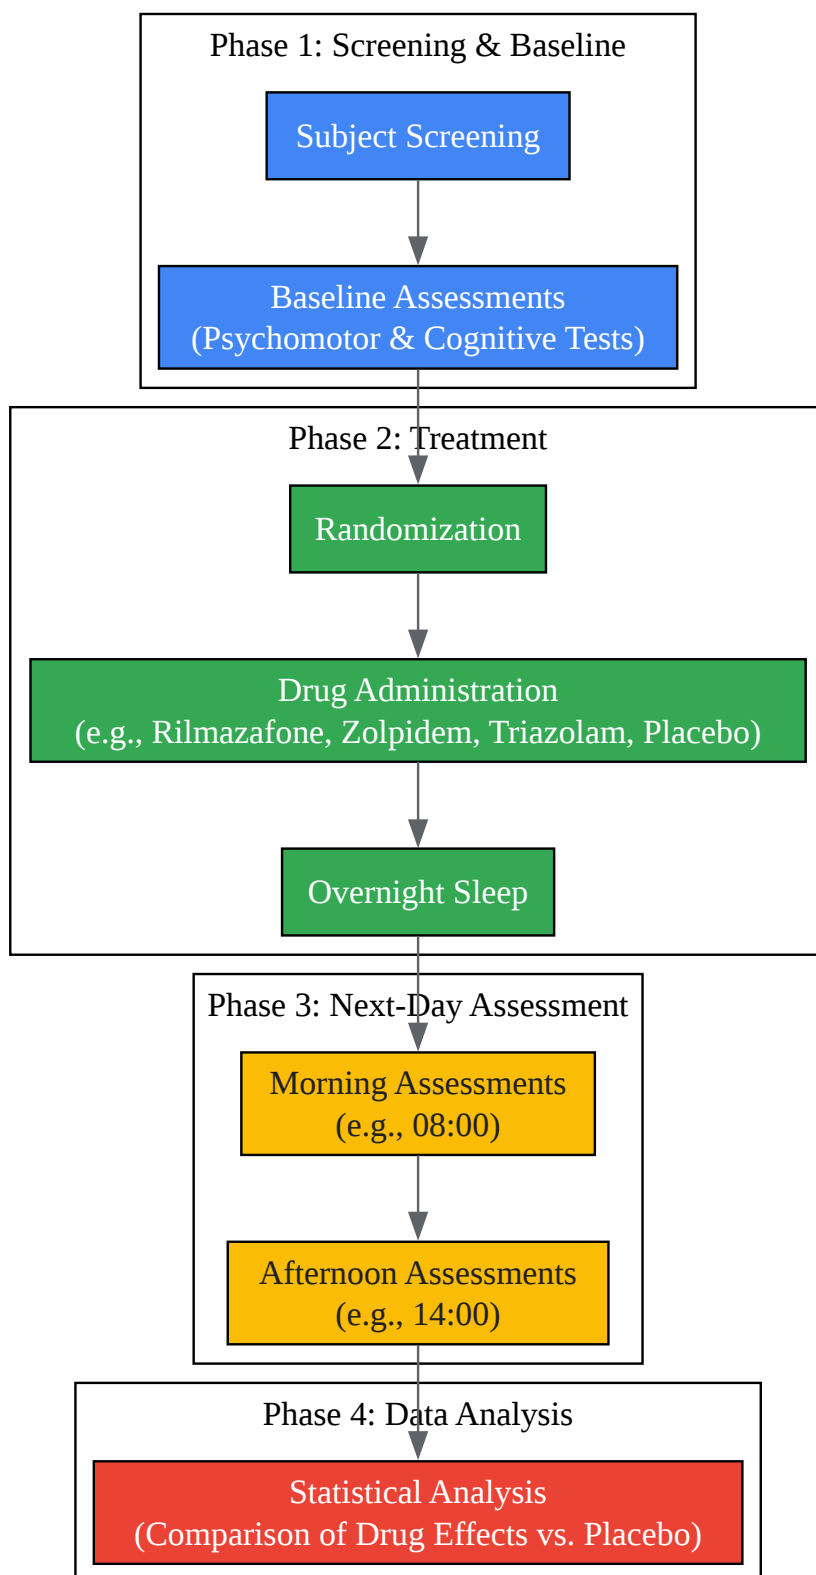 Phase 1: Screening & Baseline
Subject Screening
Baseline Assessments
(Psychomotor & Cognitive Tests)
Phase 2: Treatment
Randomization
Drug Administration
(e.g., Rilmazafone, Zolpidem, Triazolam, Placebo)
Overnight Sleep
Phase 3: Next-Day Assessment
Morning Assessments
(e.g., 08:00)
Afternoon Assessments
(e.g., 14:00)
Phase 4: Data Analysis
Statistical Analysis
(Comparison of Drug Effects vs. Placebo)